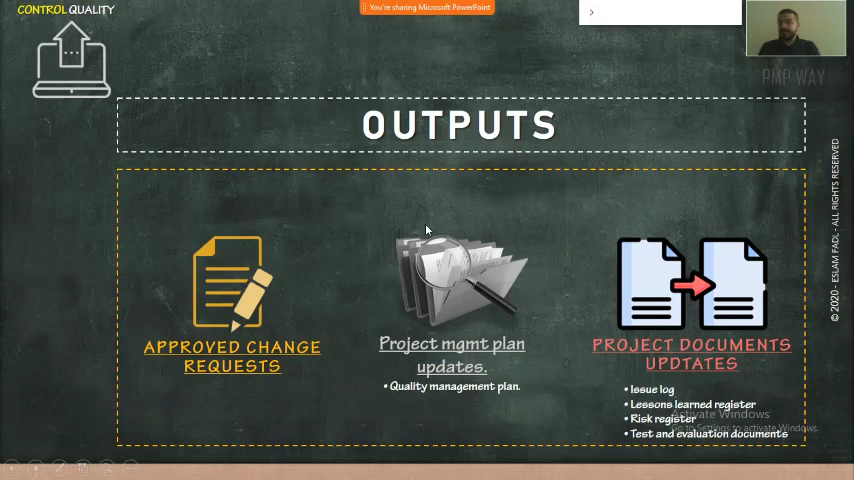 CONTROL QUALITY
You're sharing Microsoft PowerPoint
PMP WAY
OUTPUTS
APPROVED CHANGE
REQUESTS
Project mgmt plan
updates.
• Quality management plan.
PROJECT DOCUMENTS
UPDTATES
• Issue log
• Lessons learned register
• Risk register
• Test and evaluation documents
Activate Windows
Go to Settings to activate Windows.
© 2020 - ESLAM FADL - ALL RIGHTS RESERVED